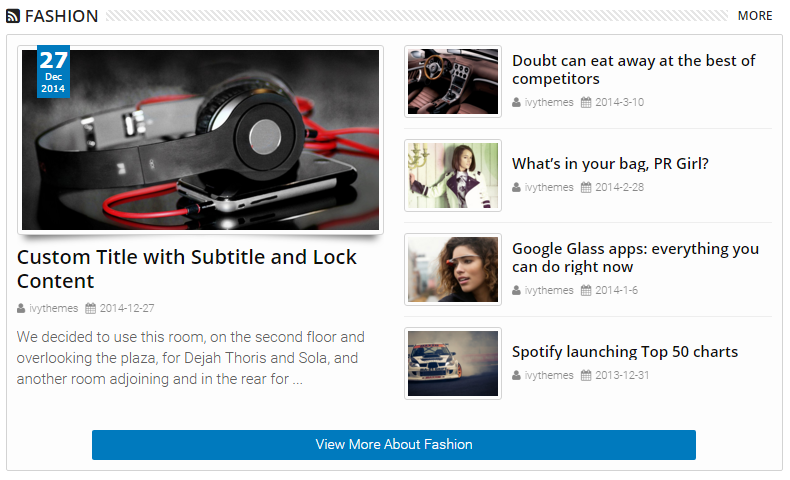 FASHION
MORE
27
Dec
2014
Custom Title with Subtitle and Lock
Content
ivythemes 2014-12-27
We decided to use this room, on the second floor and
overlooking the plaza, for Dejah Thoris and Sola, and
another room adjoining and in the rear for ...
Doubt can eat away at the best of
competitors
ivythemes 2014-3-10
What's in your bag, PR Girl?
ivythemes 2014-2-28
Google Glass apps: everything you
can do right now
ivythemes 2014-1-6
Spotify launching Top 50 charts
ivythemes 2013-12-31
View More About Fashion